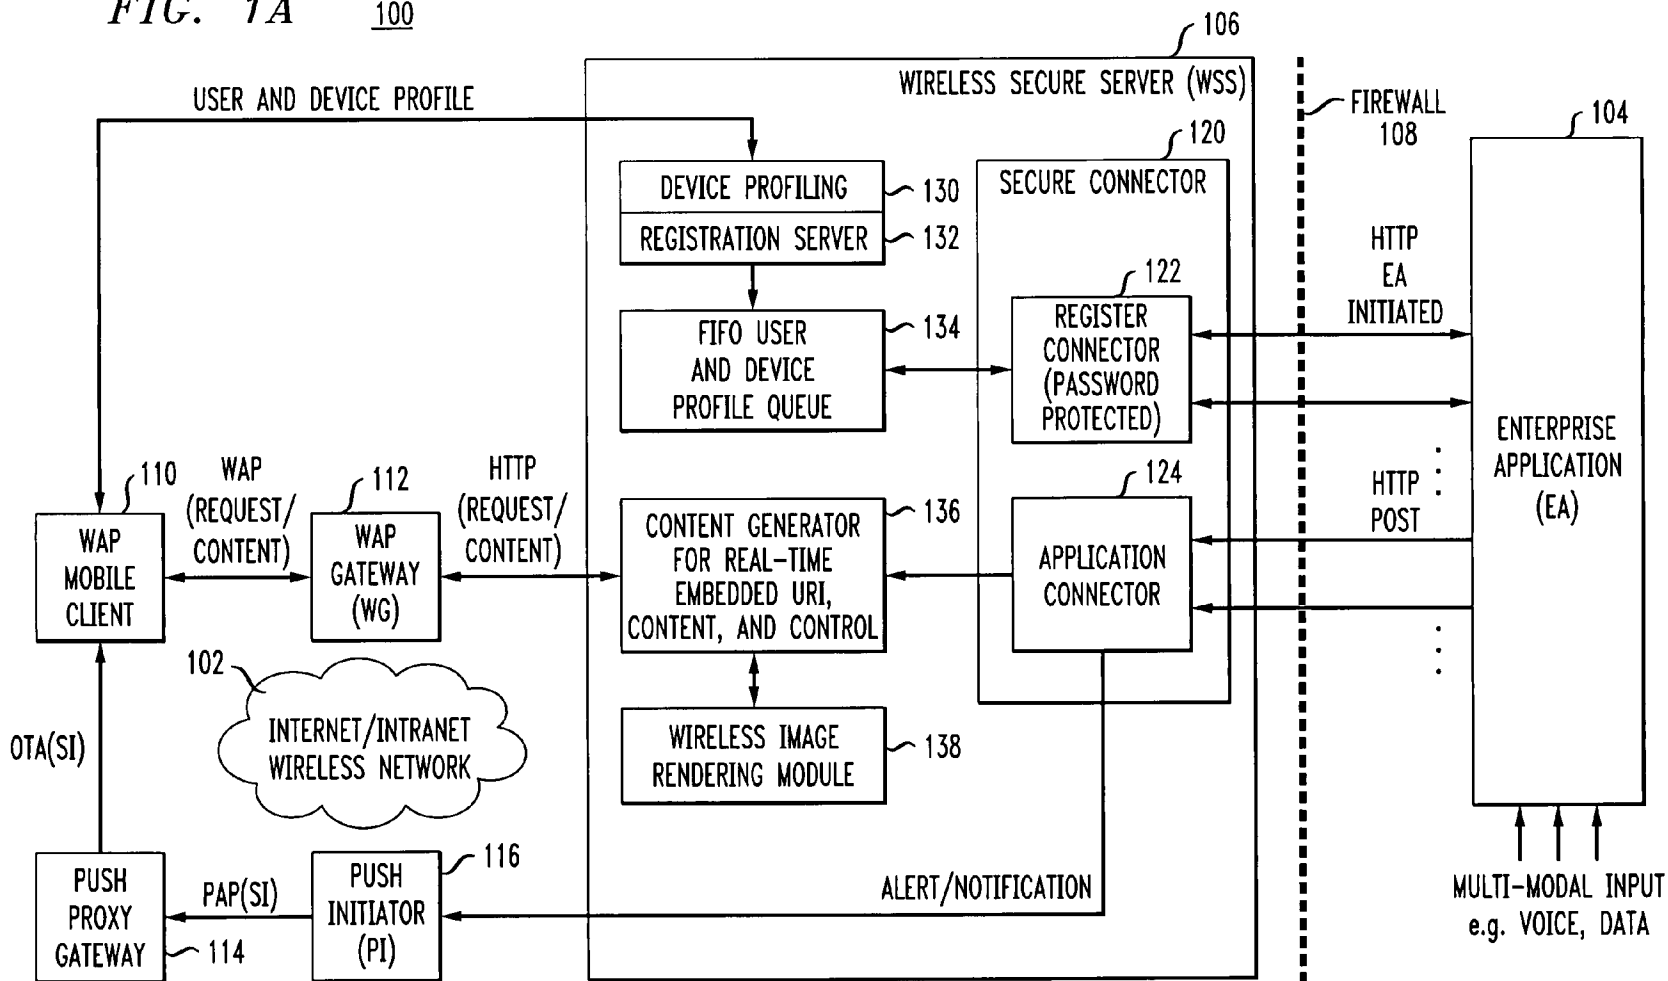 FIG. 1A
100
106
WIRELESS SECURE SERVER (WSS)
USER AND DEVICE PROFILE
FIREWALL
108
104
120
SECURE CONNECTOR
DEVICE PROFILING
130
REGISTRATION SERVER
132
HTTP
EA
INITIATED
122
REGISTER
CONNECTOR
(PASSWORD
PROTECTED)
FIFO USER
AND DEVICE
PROFILE QUEUE
134
ENTERPRISE
APPLICATION
(EA)
110
WAP
(REQUEST/
CONTENT)
112
HTTP
(REQUEST/
CONTENT)
124
HTTP
POST
WAP
MOBILE
CLIENT
WAP
GATEWAY
(WG)
CONTENT GENERATOR
FOR REAL-TIME
EMBEDDED URI,
CONTENT, AND CONTROL
136
APPLICATION
CONNECTOR
102
INTERNET/INTRANET
WIRELESS NETWORK
OTA(SI)
WIRELESS IMAGE
RENDERING MODULE
138
PUSH
PROXY
GATEWAY
114
PAP(SI)
PUSH
INITIATOR
(PI)
116
ALERT/NOTIFICATION
MULTI-MODAL INPUT
e.g. VOICE, DATA